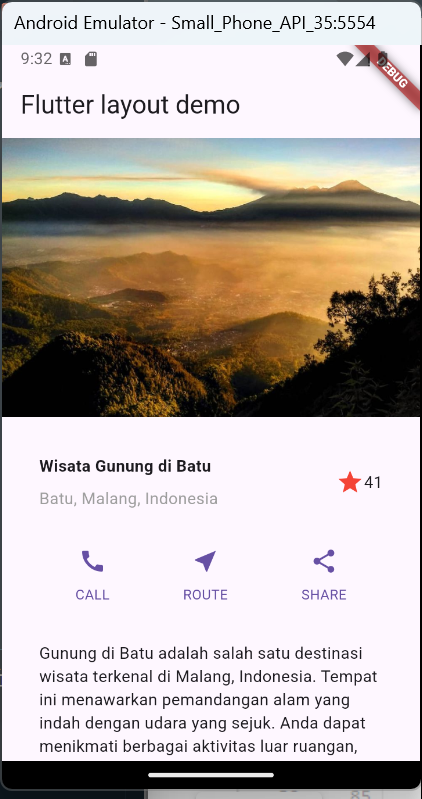 Android Emulator - Small_Phone_API_35:5554
9:32 A
DEBUG
Flutter layout demo
Wisata Gunung di Batu
Batu, Malang, Indonesia
41
CALL ROUTE SHARE
Gunung di Batu adalah salah satu destinasi
wisata terkenal di Malang, Indonesia. Tempat
ini menawarkan pemandangan alam yang
indah dengan udara yang sejuk. Anda dapat
menikmati berbagai aktivitas luar ruangan,
85